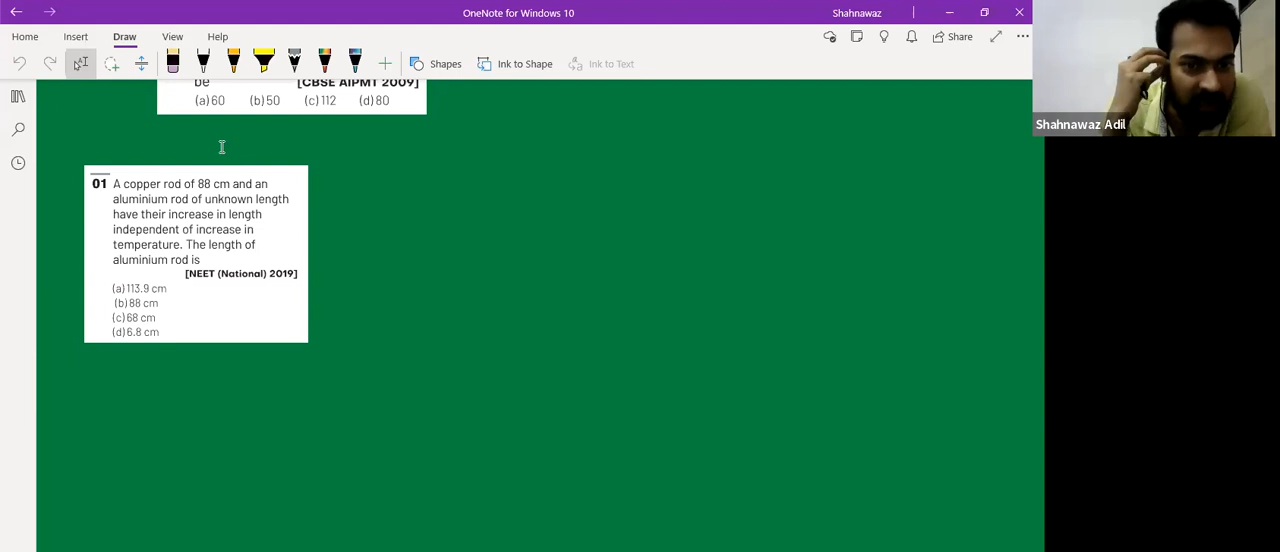 OneNote for Windows 10
Shahnawaz
Home
Insert
Draw
View
Help
Share
Shapes
Ink to Shape
Ink to Text
be [CBSE AIPMT 2009]
(a) 60 (b) 50 (c) 112 (d) 80
Shahnawaz Adil
01 A copper rod of 88 cm and an
aluminium rod of unknown length
have their increase in length
independent of increase in
temperature. The length of
aluminium rod is
[NEET (National) 2019]
(a) 113.9 cm
(b) 88 cm
(c) 68 cm
(d) 6.8 cm